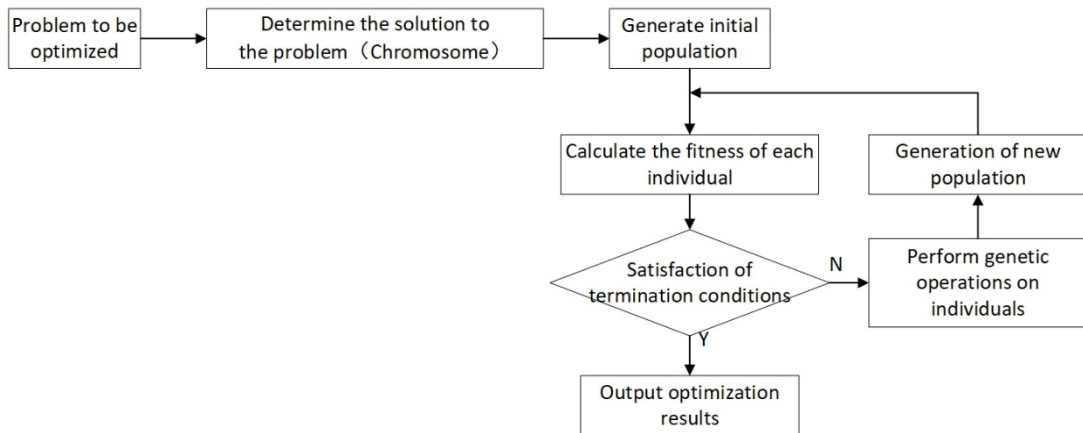 Problem to be
optimized
Determine the solution to
the problem（Chromosome）
Generate initial
population
Calculate the fitness of each
individual
Generation of new
population
Satisfaction of
termination conditions
N
Perform genetic
operations on
individuals
Y
Output optimization
results